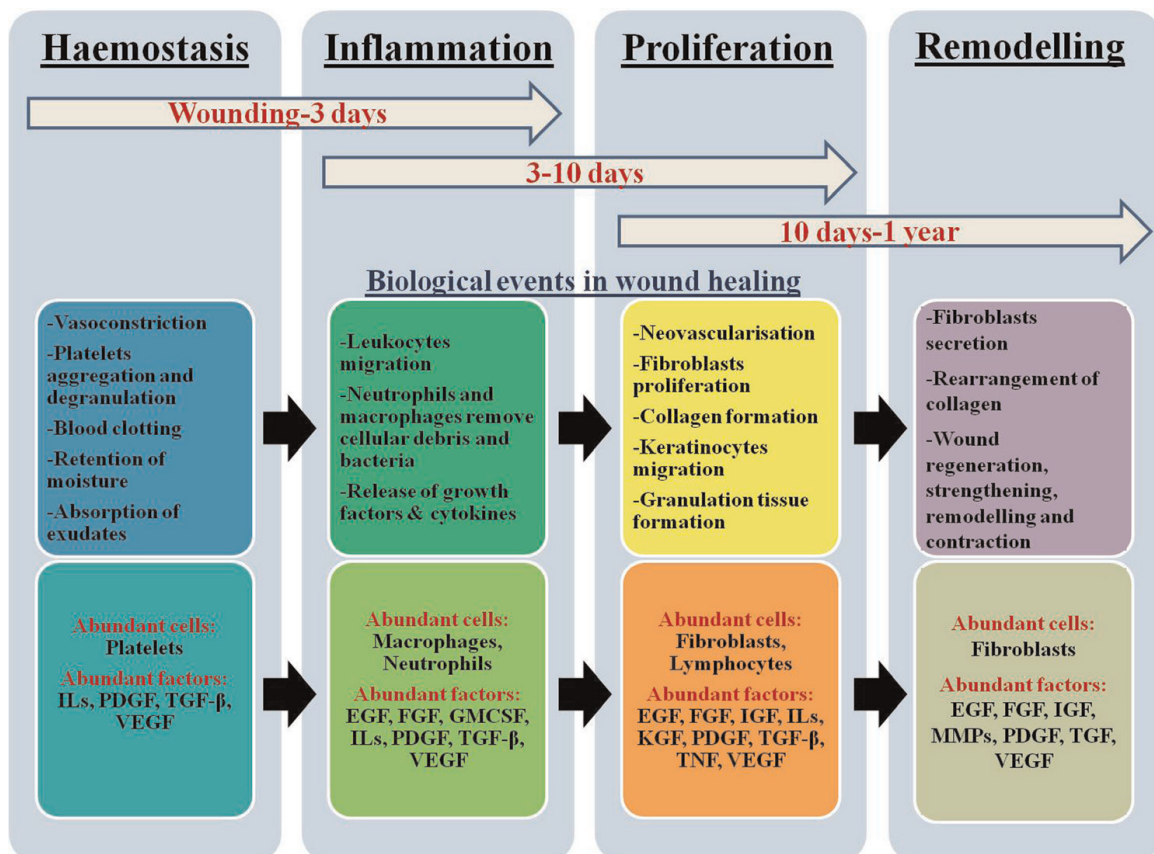 Haemostasis
Inflammation
Proliferation
Remodelling
Wounding-3 days
3-10 days
10 days-1 year
Biological events in wound healing
-Vasoconstriction
-Platelets
aggregation and
degranulation
-Blood clotting
-Retention of
moisture
-Absorption of
exudates
-Leukocytes
migration
-Neutrophils and
macrophages remove
cellular debris and
bacteria
-Release of growth
factors & cytokines
-Neovascularisation
-Fibroblasts
proliferation
-Collagen formation
-Keratinocytes
migration
-Granulation tissue
formation
-Fibroblasts
secretion
-Rearrangement of
collagen
-Wound
regeneration,
strengthening,
remodelling and
contraction
Abundant cells:
Platelets
Abundant factors:
ILs, PDGF, TGF-β,
VEGF
Abundant cells:
Macrophages,
Neutrophils
Abundant factors:
EGF, FGF, GMCSF,
ILs, PDGF, TGF-β,
VEGF
Abundant cells:
Fibroblasts,
Lymphocytes
Abundant factors:
EGF, FGF, IGF, ILs,
KGF, PDGF, TGF-β,
TNF, VEGF
Abundant cells:
Fibroblasts
Abundant factors:
EGF, FGF, IGF,
MMPs, PDGF, TGF,
VEGF